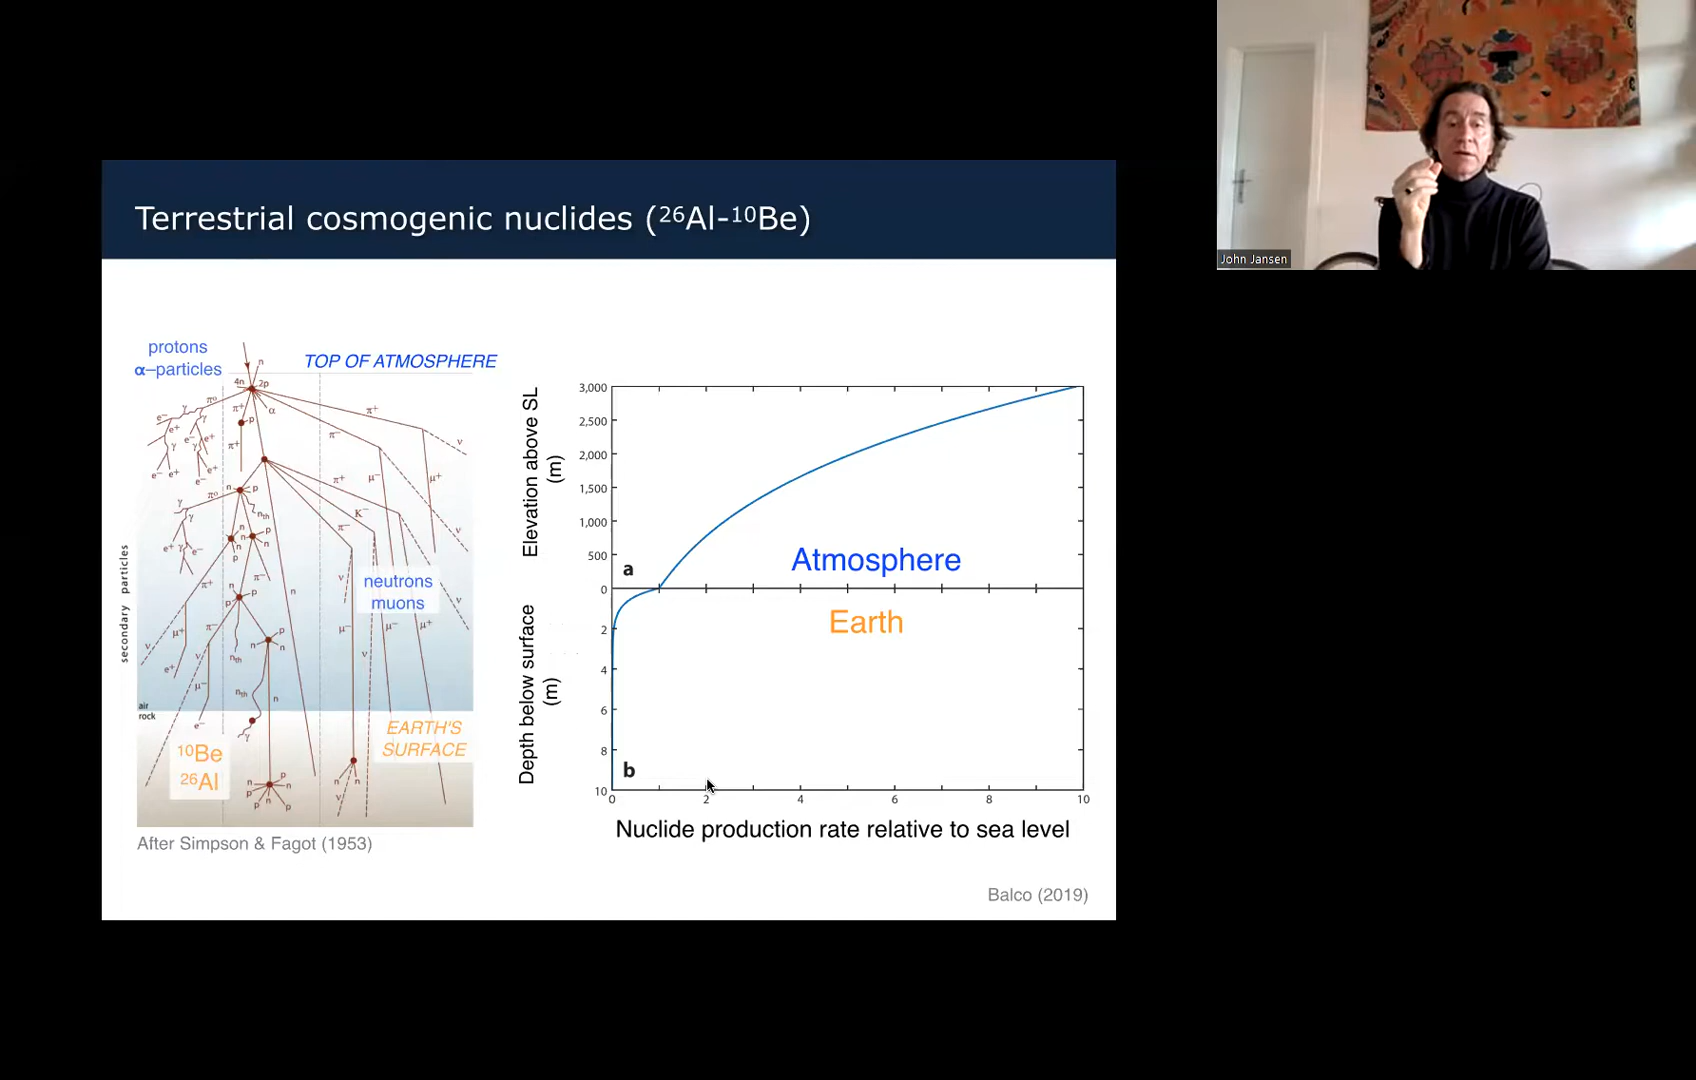 John Jansen
Terrestrial cosmogenic nuclides (²⁶Al-¹⁰Be)
protons
α–particles
TOP OF ATMOSPHERE
neutrons
muons
secondary particles
air
rock
EARTH'S
SURFACE
¹⁰Be
²⁶Al
After Simpson & Fagot (1953)
Elevation above SL
(m)
3,000
2,500
2,000
1,500
1,000
500
0
a
Atmosphere
Earth
Depth below surface
(m)
2
4
6
8
10
b
0 2 4 6 8 10
Nuclide production rate relative to sea level
Balco (2019)